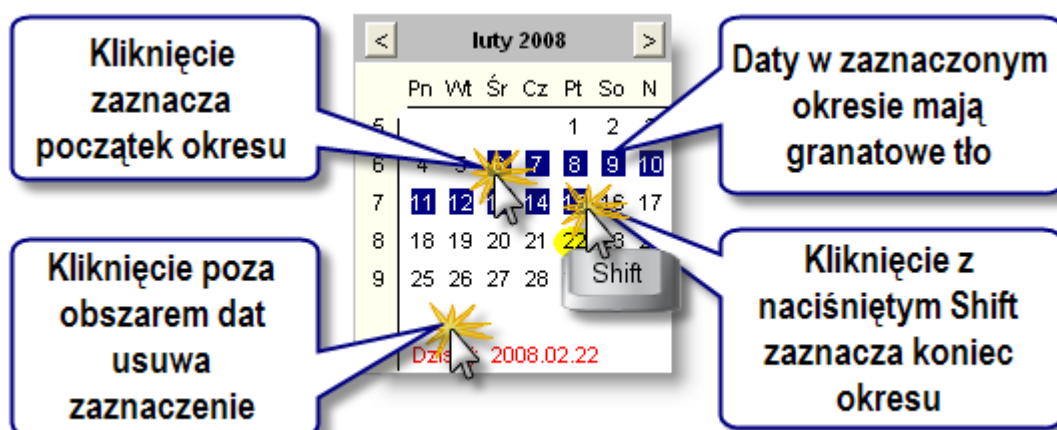 Kliknięcie
zaznacza
początek okresu
Kliknięcie poza
obszarem dat
usuwa
zaznaczenie
< luty 2008 >
Pn Wt Śr Cz Pt So N
5 1 2
6 4 5 6 7 8 9 10
7 11 12 14 15 16 17
8 18 19 20 21 22
9 25 26 27 28
Shift
2008.02.22
Daty w zaznaczonym
okresie mają
granatowe tło
Kliknięcie z
naciśniętym Shift
zaznacza koniec
okresu